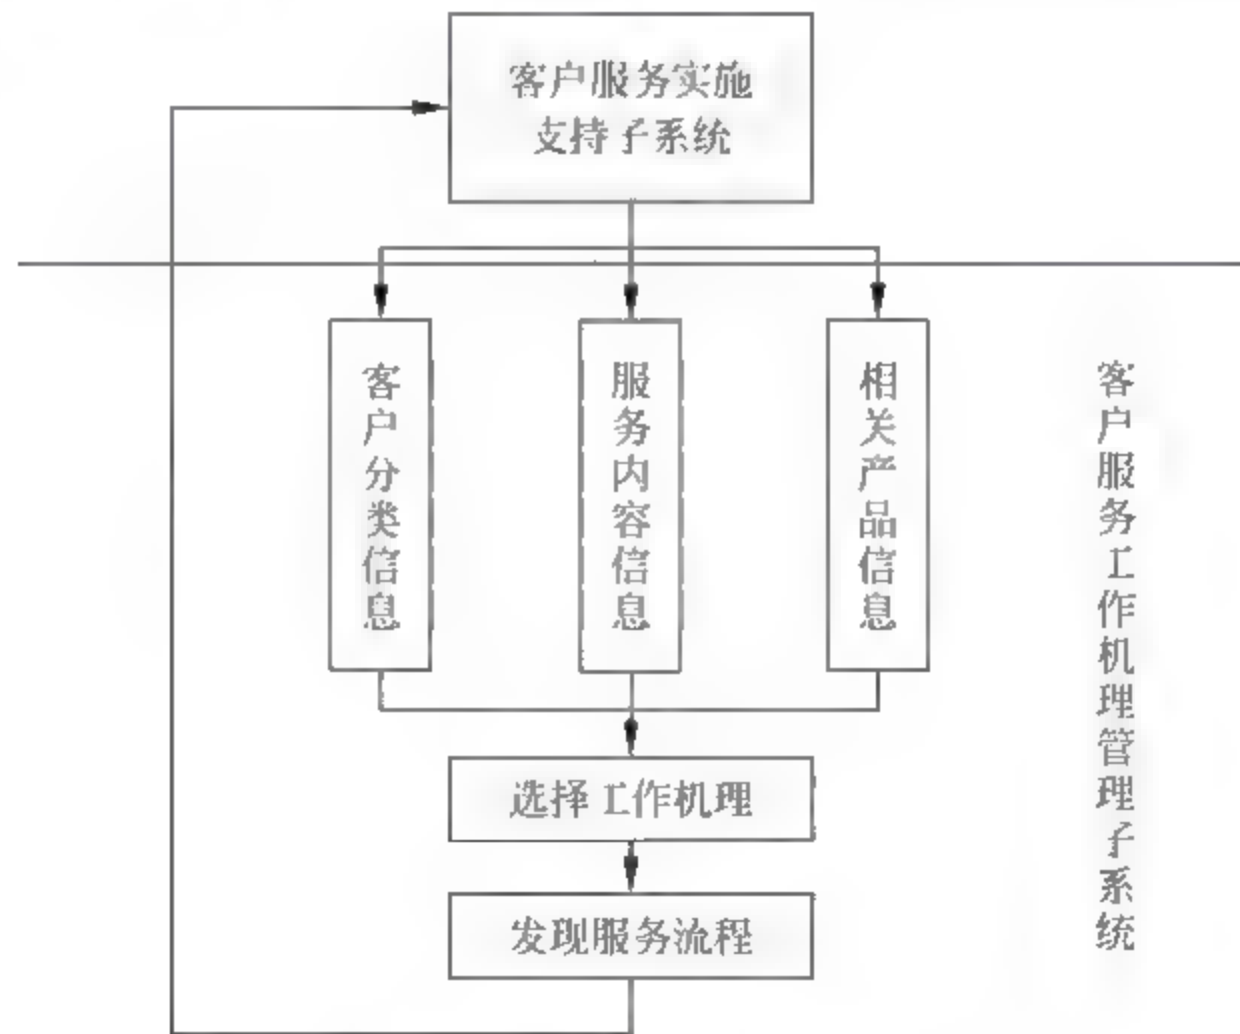 客户服务实施
支持子系统
客户分类信息
服务内容信息
相关产品信息
客户服务工作机理管理子系统
选择工作机理
发现服务流程